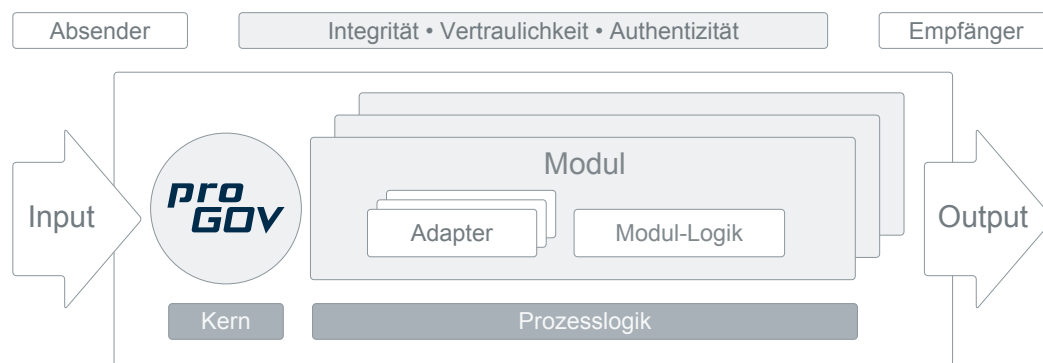 Absender
Integrität • Vertraulichkeit • Authentizität
Empfänger
Input
pro
GOV
Modul
Adapter
Modul-Logik
Output
Kern
Prozesslogik